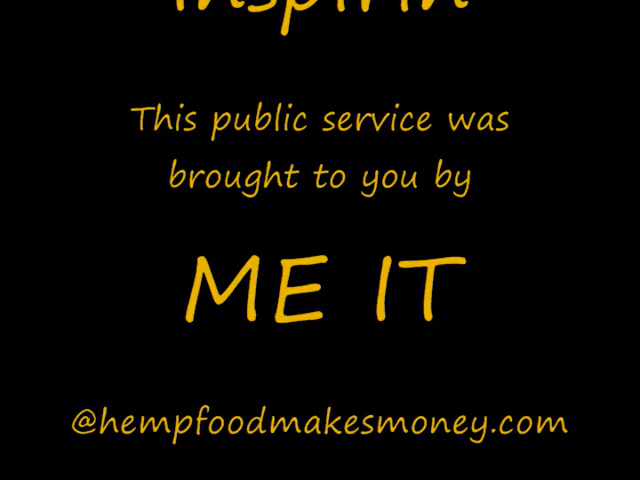 This public service was
brought to you by
ME IT
@hempfoodmakesmoney.com